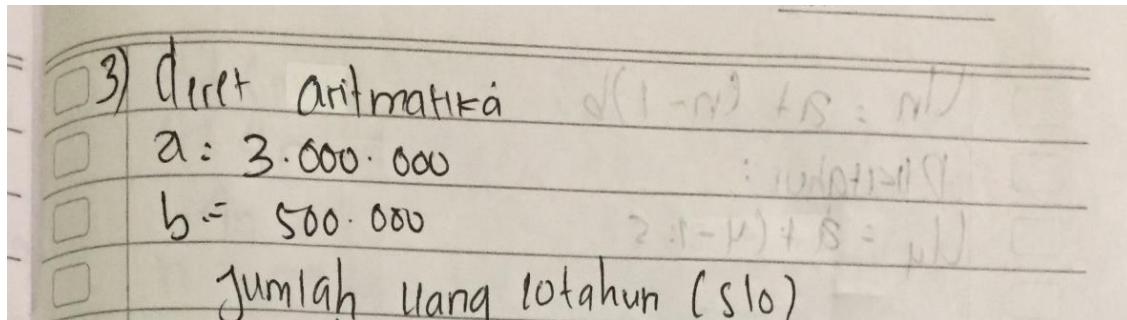 3) deret aritmatika
a: 3.000.000
b.= 500.000
Jumlah uang 10tahun (s10)